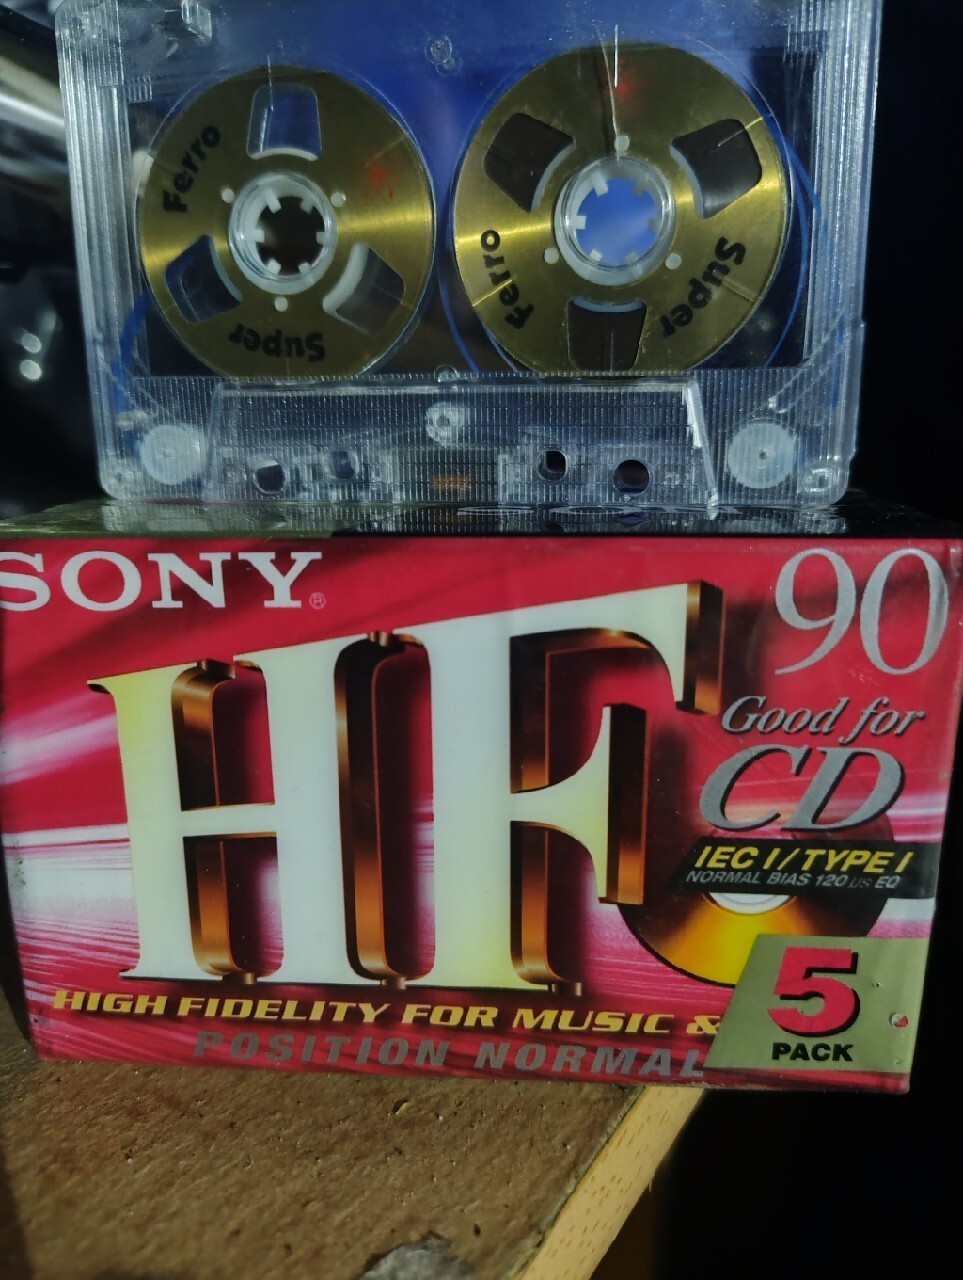 Ferro
Super
Ferro
Super
SONY®
90
HF
Good for
CD
IEC I / TYPE I
NORMAL BIAS 120 µs EQ
HIGH FIDELITY FOR MUSIC &
POSITION NORMAL
5
PACK